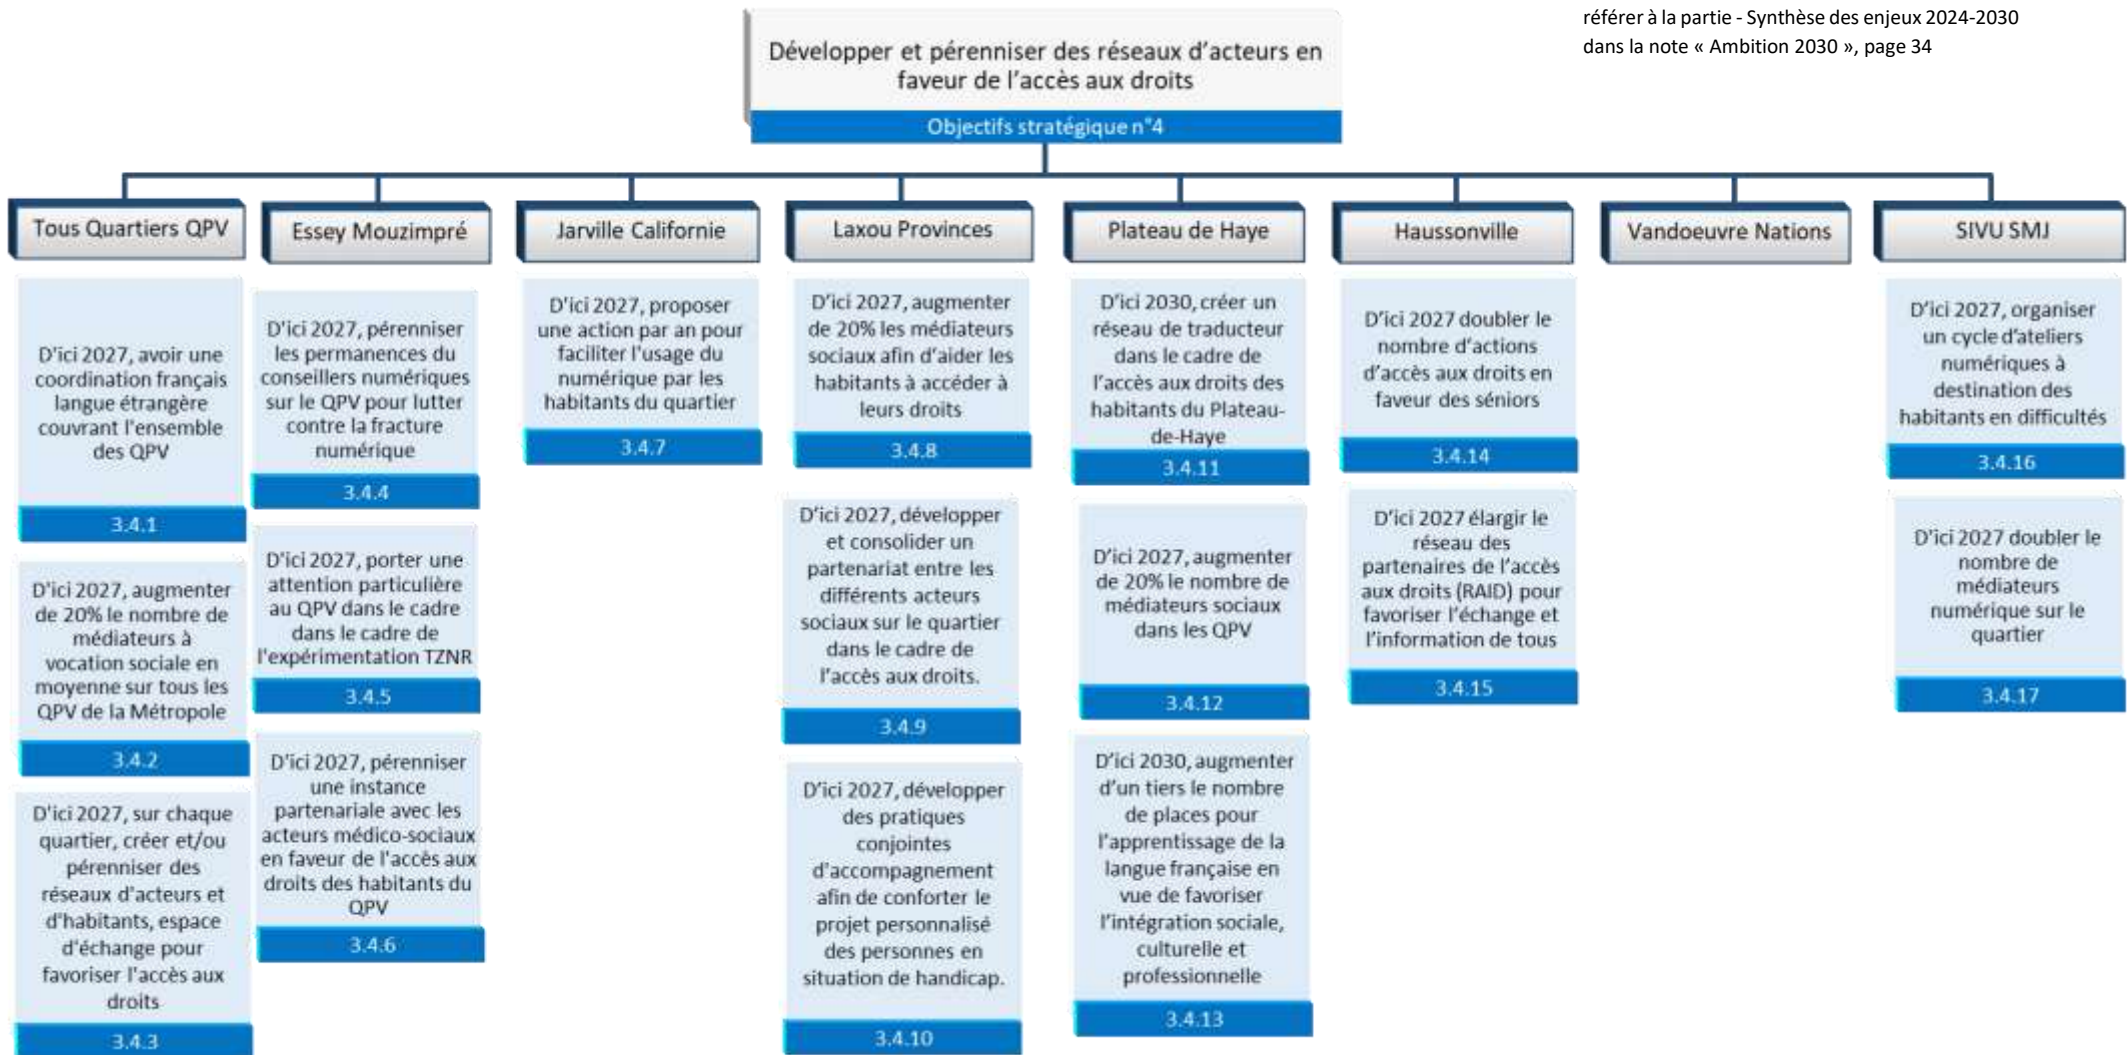 référer à la partie - Synthèse des enjeux 2024-2030
dans la note « Ambition 2030 », page 34
Développer et pérenniser des réseaux d'acteurs en
faveur de l'accès aux droits
Objectifs stratégique n°4
Tous Quartiers QPV
D'ici 2027, avoir une
coordination français
langue étrangère
couvrant l'ensemble
des QPV
3.4.1
D'ici 2027, augmenter
de 20% le nombre de
médiateurs à
vocation sociale en
moyenne sur tous les
QPV de la Métropole
3.4.2
D'ici 2027, sur chaque
quartier, créer et/ou
pérenniser des
réseaux d'acteurs et
d'habitants, espace
d'échange pour
favoriser l'accès aux
droits
3.4.3
Essey Mouzimpré
D'ici 2027, pérenniser
les permanences du
conseillers numériques
sur le QPV pour lutter
contre la fracture
numérique
3.4.4
D'ici 2027, porter une
attention particulière
au QPV dans le cadre
dans le cadre de
l'expérimentation TZNR
3.4.5
D'ici 2027, pérenniser
une instance
partenariale avec les
acteurs médico-sociaux
en faveur de l'accès aux
droits des habitants du
QPV
3.4.6
Jarville Californie
D'ici 2027, proposer
une action par an pour
faciliter l'usage du
numérique par les
habitants du quartier
3.4.7
Laxou Provinces
D'ici 2027, augmenter
de 20% les médiateurs
sociaux afin d'aider les
habitants à accéder à
leurs droits
3.4.8
D'ici 2027, développer
et consolider un
partenariat entre les
différents acteurs
sociaux sur le quartier
dans le cadre de
l'accès aux droits.
3.4.9
D'ici 2027, développer
des pratiques
conjointes
d'accompagnement
afin de conforter le
projet personnalisé
des personnes en
situation de handicap.
3.4.10
Plateau de Haye
D'ici 2030, créer un
réseau de traducteur
dans le cadre de
l'accès aux droits des
habitants du Plateau-
de-Haye
3.4.11
D'ici 2027, augmenter
de 20% le nombre de
médiateurs sociaux
dans les QPV
3.4.12
D'ici 2030, augmenter
d'un tiers le nombre
de places pour
l'apprentissage de la
langue française en
vue de favoriser
l'intégration sociale,
culturelle et
professionnelle
3.4.13
Haussonville
D'ici 2027 doubler le
nombre d'actions
d'accès aux droits en
faveur des séniors
3.4.14
D'ici 2027 élargir le
réseau des
partenaires de l'accès
aux droits (RAID) pour
favoriser l'échange et
l'information de tous
3.4.15
Vandoeuvre Nations
SIVU SMJ
D'ici 2027, organiser
un cycle d'ateliers
numériques à
destination des
habitants en difficultés
3.4.16
D'ici 2027 doubler le
nombre de
médiateurs
numérique sur le
quartier
3.4.17